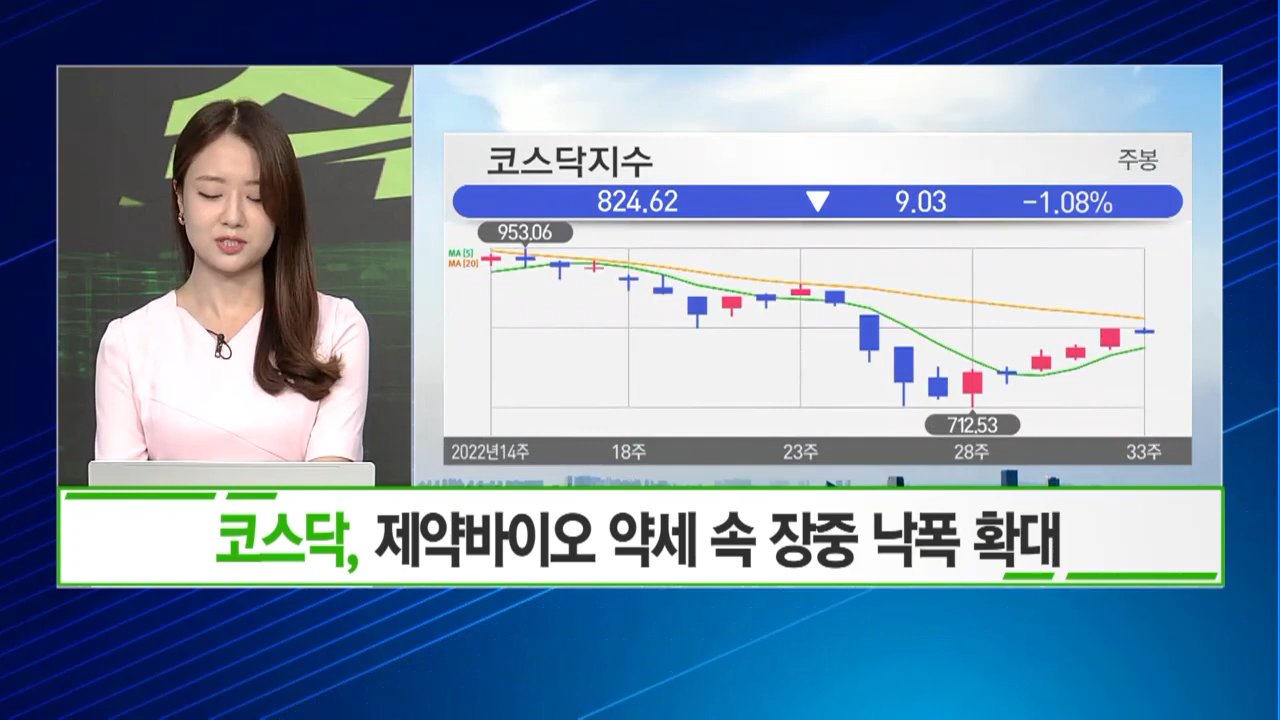 코스닥지수
주봉
824.62 ▼ 9.03 -1.08%
953.06
MA [5]
MA [20]
712.53
2022년14주 18주 23주 28주 33주
코스닥, 제약바이오 약세 속 장중 낙폭 확대